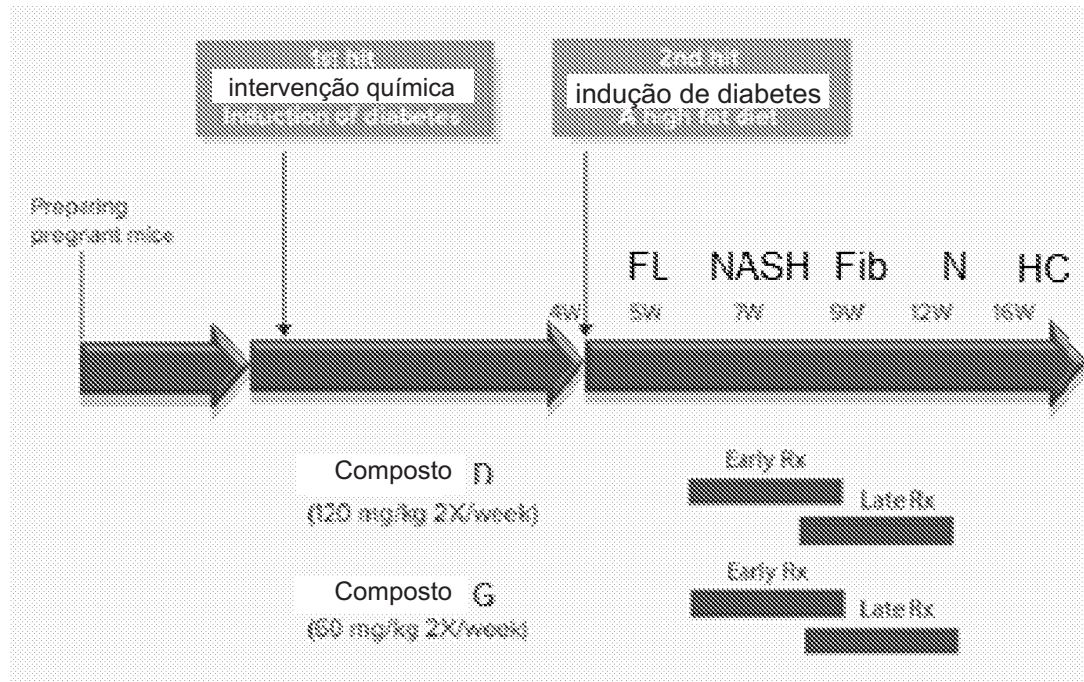 1st hit
intervenção química
Induction of diabetes
2nd hit
indução de diabetes
A high fat diet
Preparing
pregnant mice
FL NASH Fib N HC
4W 5W 7W 9W 12W 16W
Composto D
(120 mg/kg 2X/week)
Early Rx
Late Rx
Composto G
(60 mg/kg 2X/week)
Early Rx
Late Rx